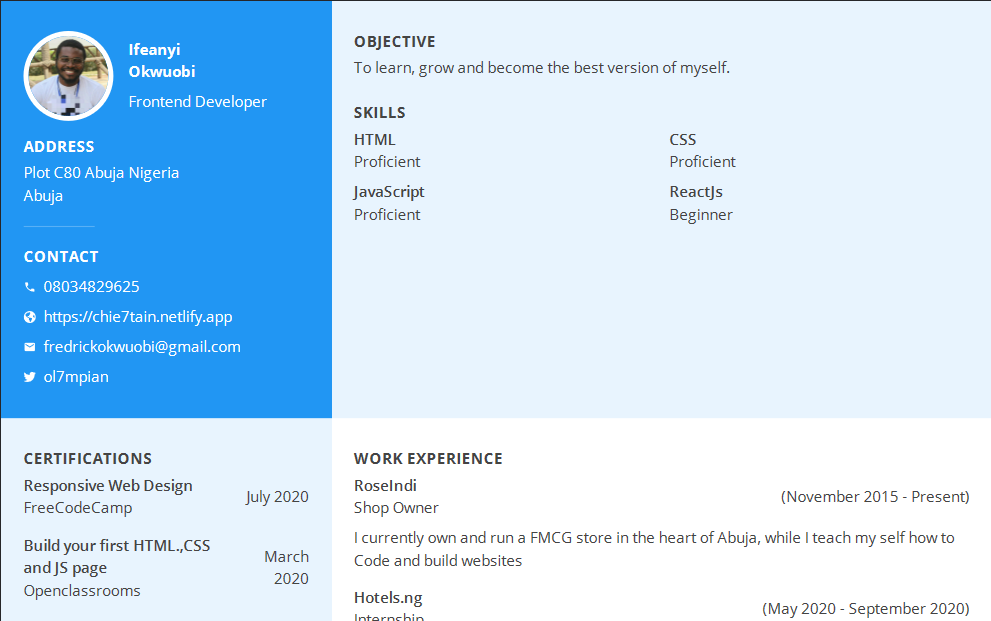 Ifeanyi
Okwuobi
Frontend Developer
ADDRESS
Plot C80 Abuja Nigeria
Abuja
CONTACT
08034829625
https://chie7tain.netlify.app
fredrickokwuobi@gmail.com
ol7mpian
OBJECTIVE
To learn, grow and become the best version of myself.
SKILLS
HTML
Proficient
CSS
Proficient
JavaScript
Proficient
ReactJs
Beginner
CERTIFICATIONS
Responsive Web Design
FreeCodeCamp
July 2020
Build your first HTML.,CSS
and JS page
Openclassrooms
March
2020
WORK EXPERIENCE
RoseIndi
Shop Owner
(November 2015 - Present)
I currently own and run a FMCG store in the heart of Abuja, while I teach my self how to
Code and build websites
Hotels.ng
Internship
(May 2020 - September 2020)